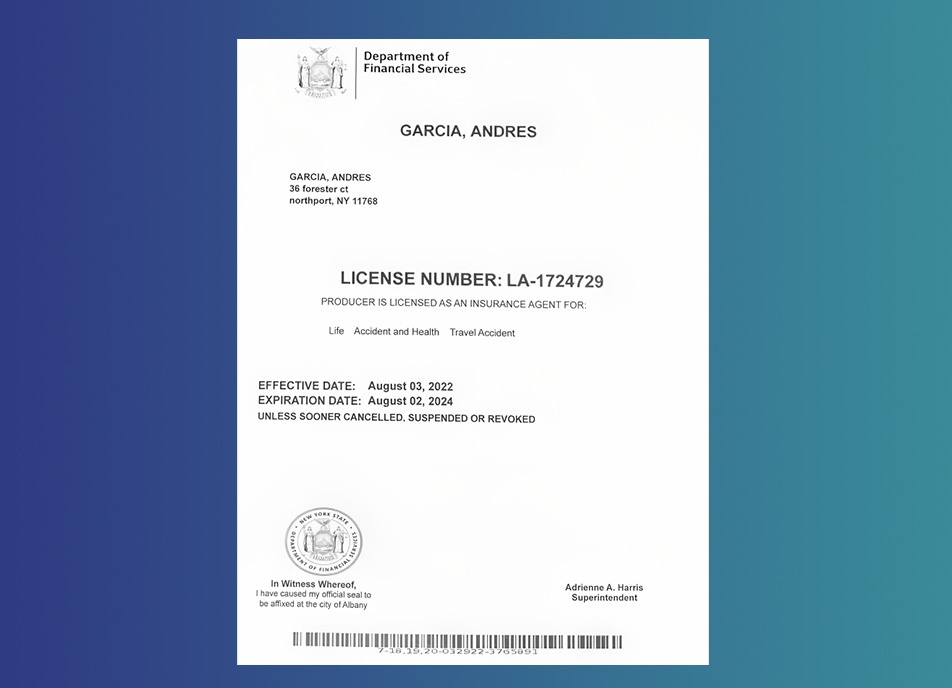 Department of
Financial Services
GARCIA, ANDRES
GARCIA, ANDRES
36 forester ct
northport, NY 11768
LICENSE NUMBER: LA-1724729
PRODUCER IS LICENSED AS AN INSURANCE AGENT FOR:
Life Accident and Health Travel Accident
EFFECTIVE DATE: August 03, 2022
EXPIRATION DATE: August 02, 2024
UNLESS SOONER CANCELLED. SUSPENDED OR REVOKED
NEW YORK STATE
DEPARTMENT OF FINANCIAL SERVICES
In Witness Whereof,
I have caused my official seal to
be affixed at the city of Albany
Adrienne A. Harris
Superintendent
7-18,19,20-032922-3765891